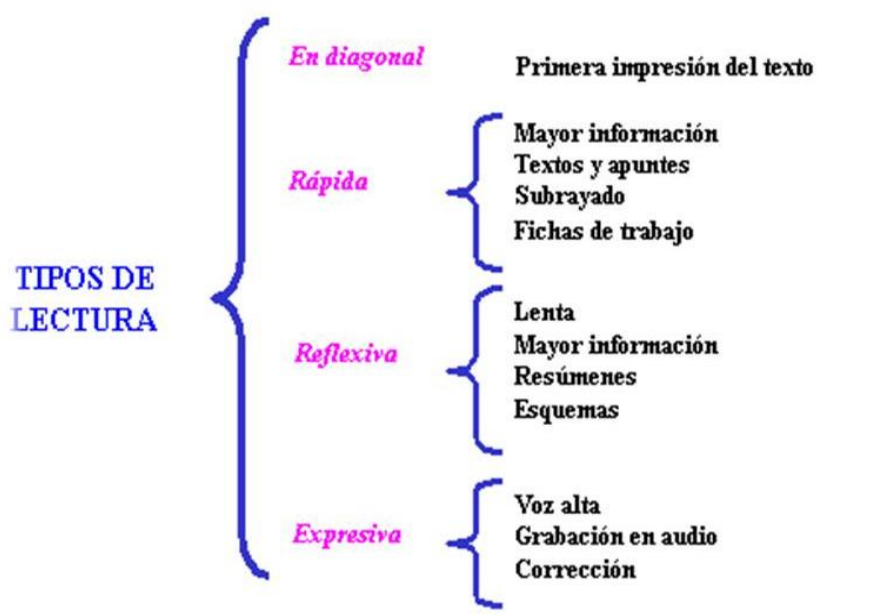 TIPOS DE
LECTURA
En diagonal
Primera impresión del texto
Rápida
Mayor información
Textos y apuntes
Subrayado
Fichas de trabajo
Reflexiva
Lenta
Mayor información
Resúmenes
Esquemas
Expresiva
Voz alta
Grabación en audio
Corrección